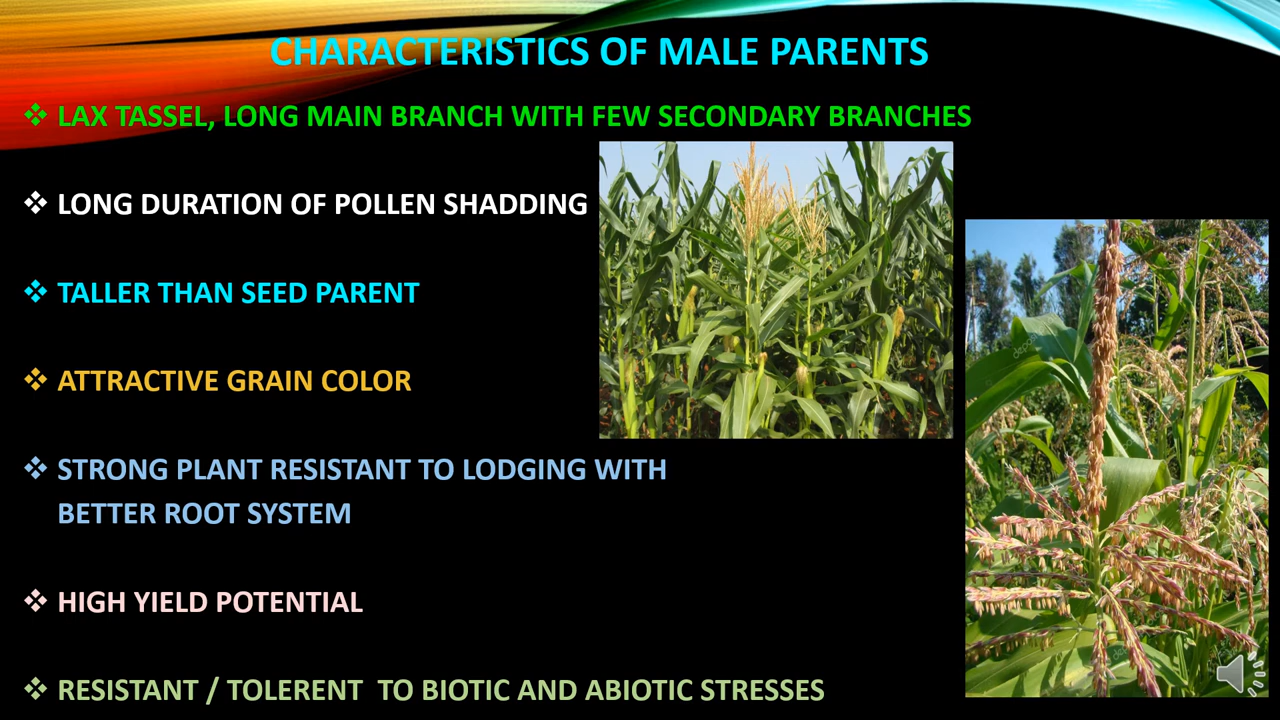 CHARACTERISTICS OF MALE PARENTS
❖ LAX TASSEL, LONG MAIN BRANCH WITH FEW SECONDARY BRANCHES
❖ LONG DURATION OF POLLEN SHADDING
❖ TALLER THAN SEED PARENT
❖ ATTRACTIVE GRAIN COLOR
❖ STRONG PLANT RESISTANT TO LODGING WITH
BETTER ROOT SYSTEM
❖ HIGH YIELD POTENTIAL
❖ RESISTANT / TOLERENT TO BIOTIC AND ABIOTIC STRESSES